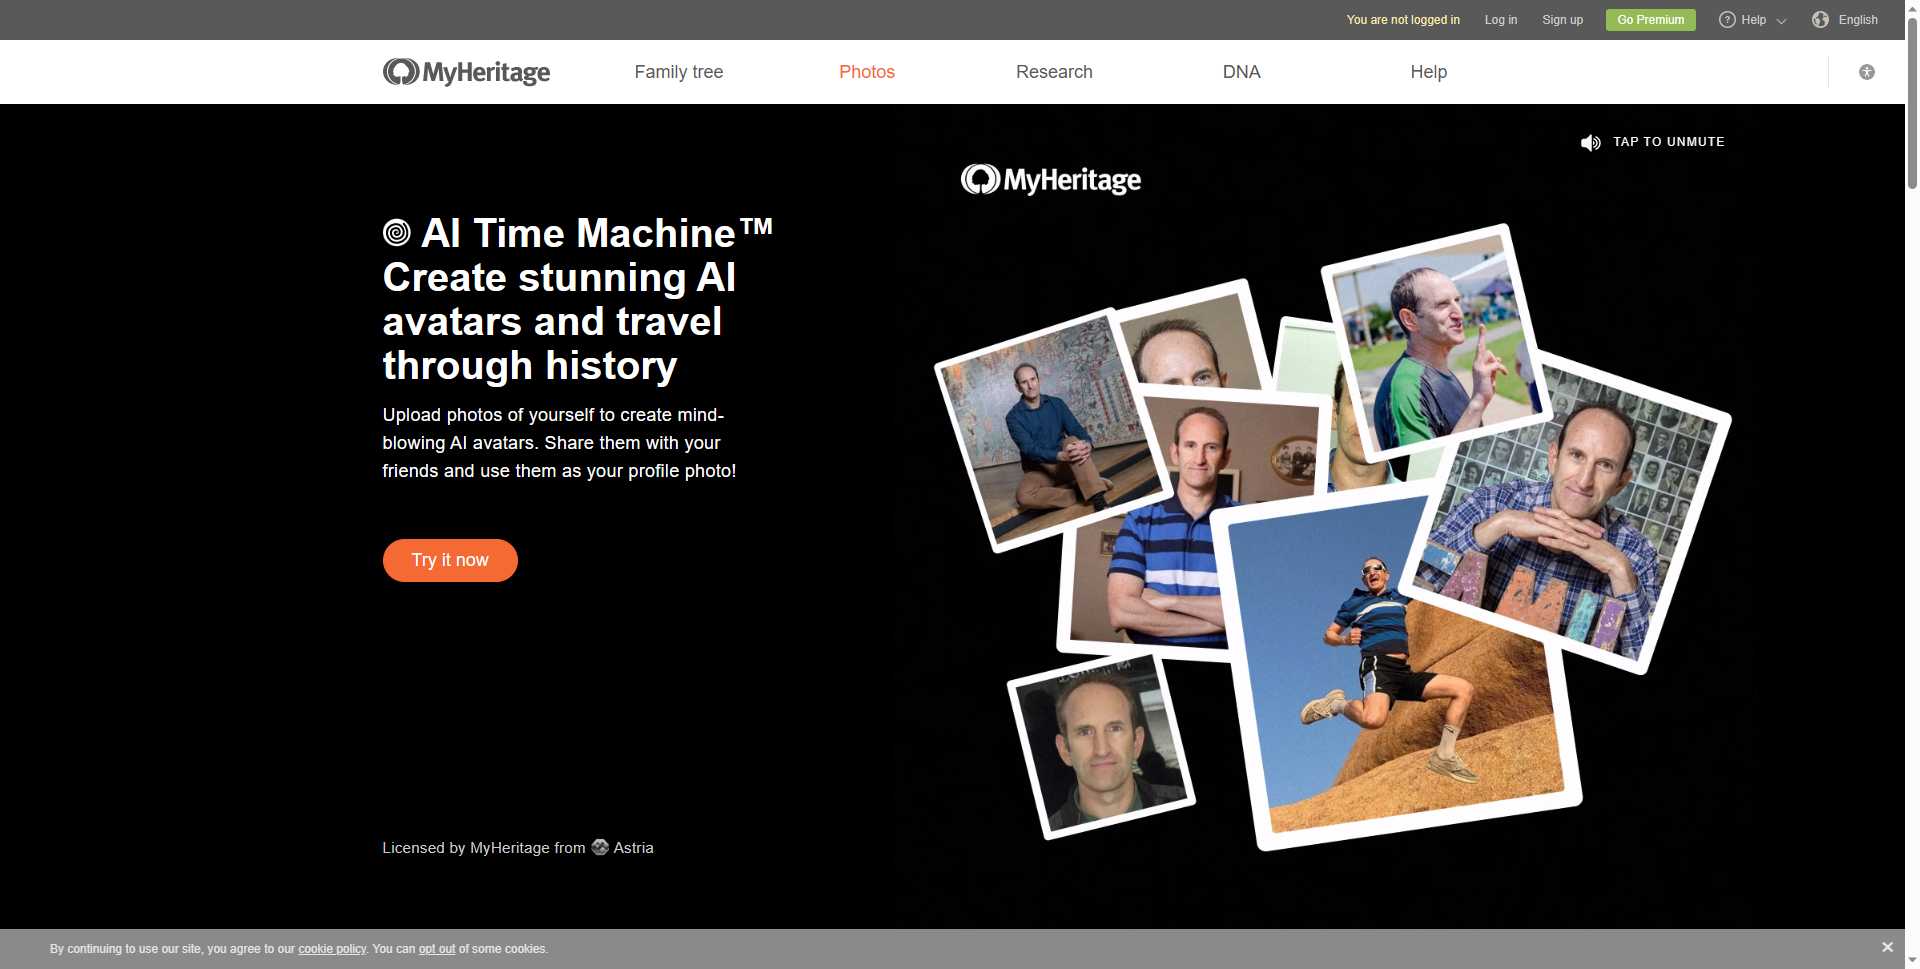 You are not logged in Log in Sign up Go Premium ? Help English
MyHeritage Family tree Photos Research DNA Help
TAP TO UNMUTE
MyHeritage
AI Time Machine™
Create stunning AI
avatars and travel
through history
Upload photos of yourself to create mind-
blowing AI avatars. Share them with your
friends and use them as your profile photo!
Try it now
Licensed by MyHeritage from Astria
By continuing to use our site, you agree to our cookie policy. You can opt out of some cookies.